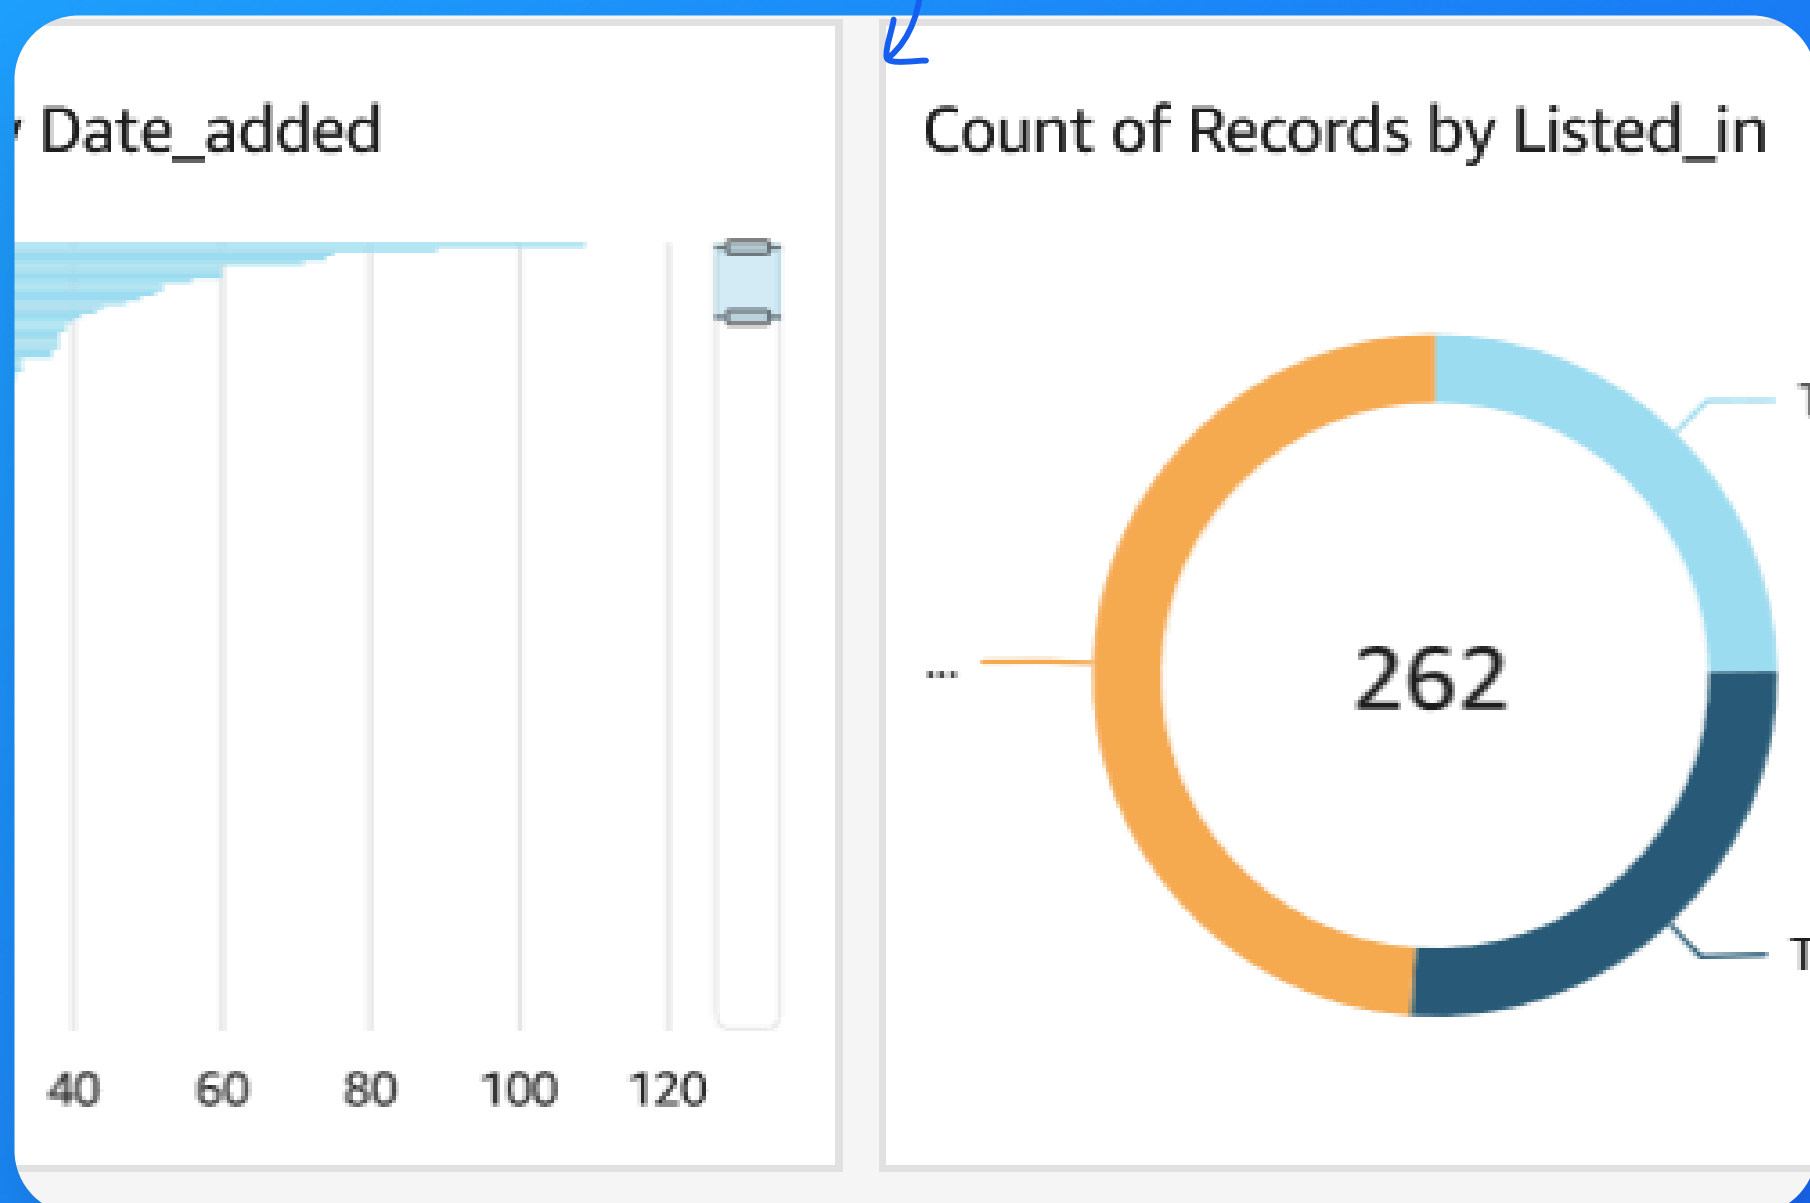 Date_added
40 60 80 100 120
Count of Records by Listed_in
...
262